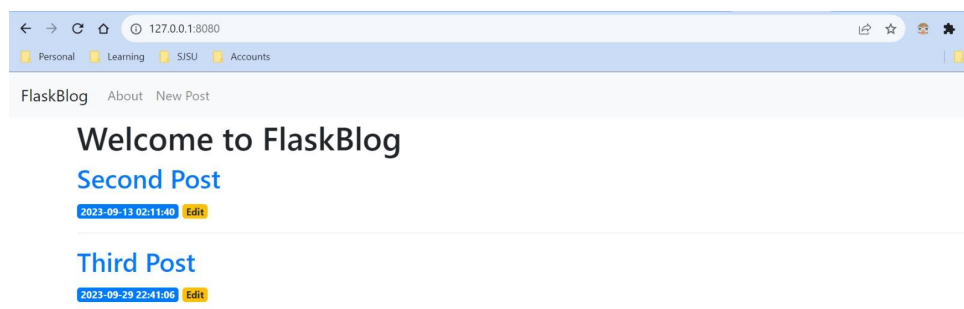 127.0.0.1:8080
Personal Learning SJSU Accounts
FlaskBlog About New Post
Welcome to FlaskBlog
Second Post
2023-09-13 02:11:40 Edit
Third Post
2023-09-29 22:41:06 Edit